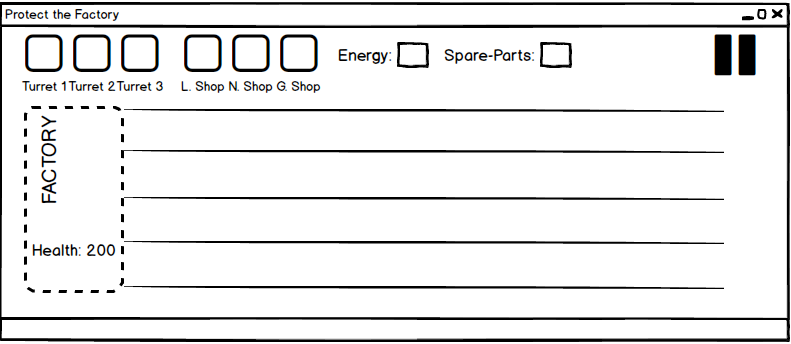 Protect the Factory
Energy: Spare-Parts:
Turret 1 Turret 2 Turret 3 L. Shop N. Shop G. Shop
FACTORY
Health: 200